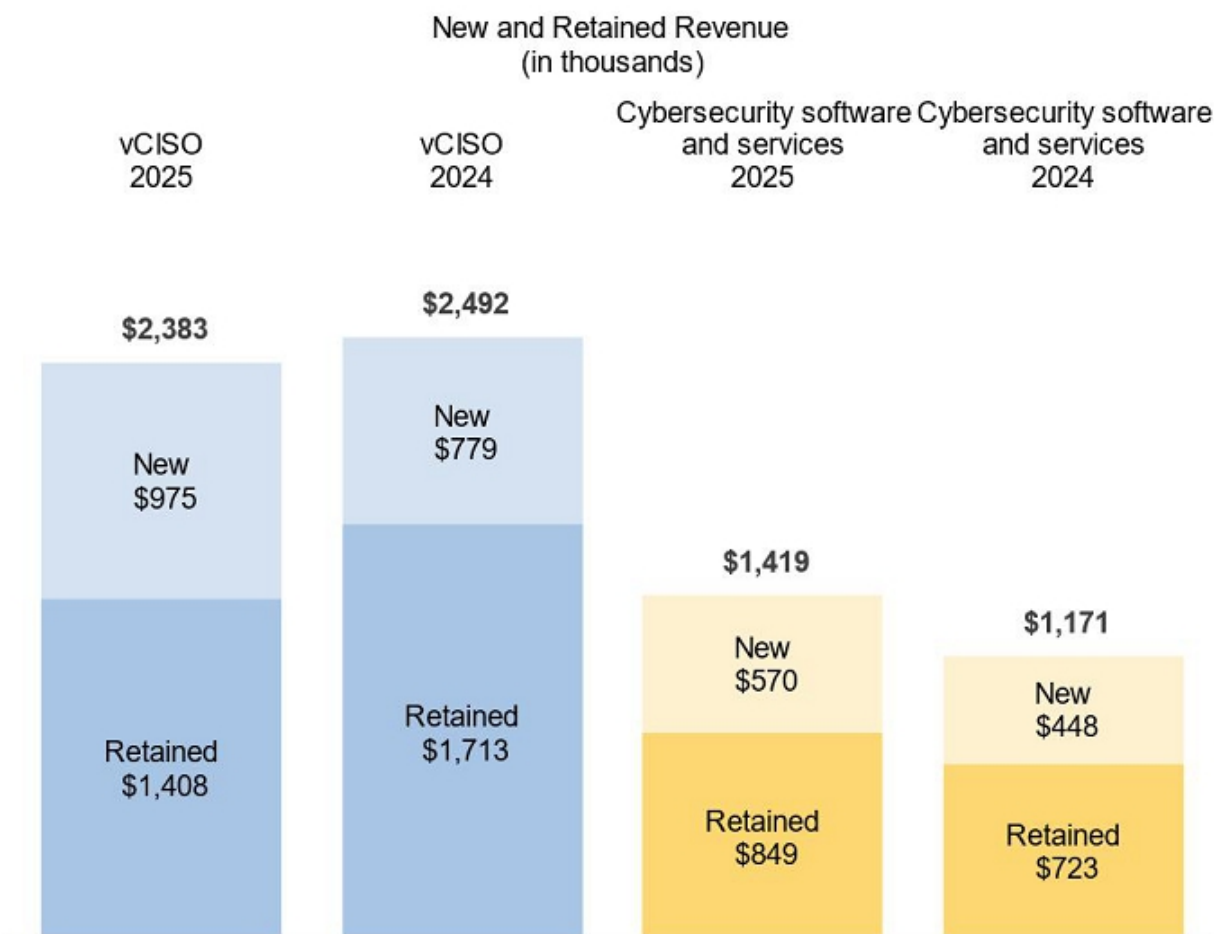 New and Retained Revenue
(in thousands)
vCISO
2025
vCISO
2024
Cybersecurity software
and services
2025
Cybersecurity software
and services
2024
$2,383
New
$975
Retained
$1,408
$2,492
New
$779
Retained
$1,713
$1,419
New
$570
Retained
$849
$1,171
New
$448
Retained
$723